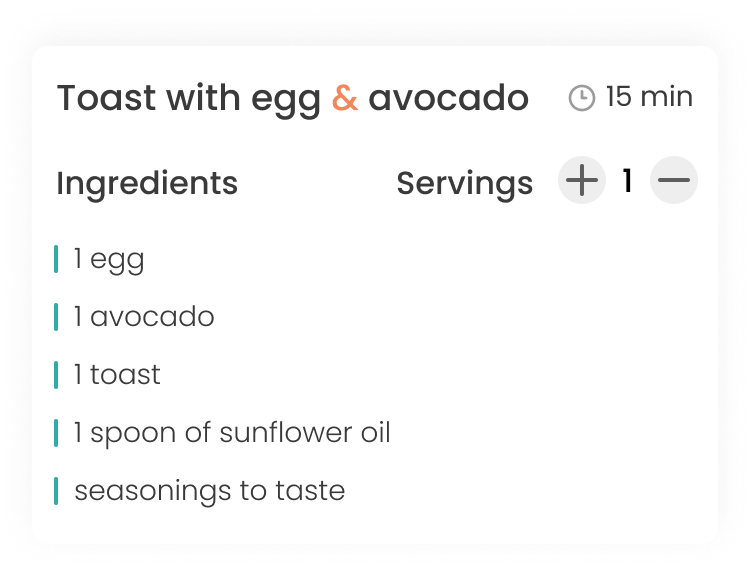 Toast with egg & avocado 15 min
Ingredients Servings 1
1 egg
1 avocado
1 toast
1 spoon of sunflower oil
seasonings to taste